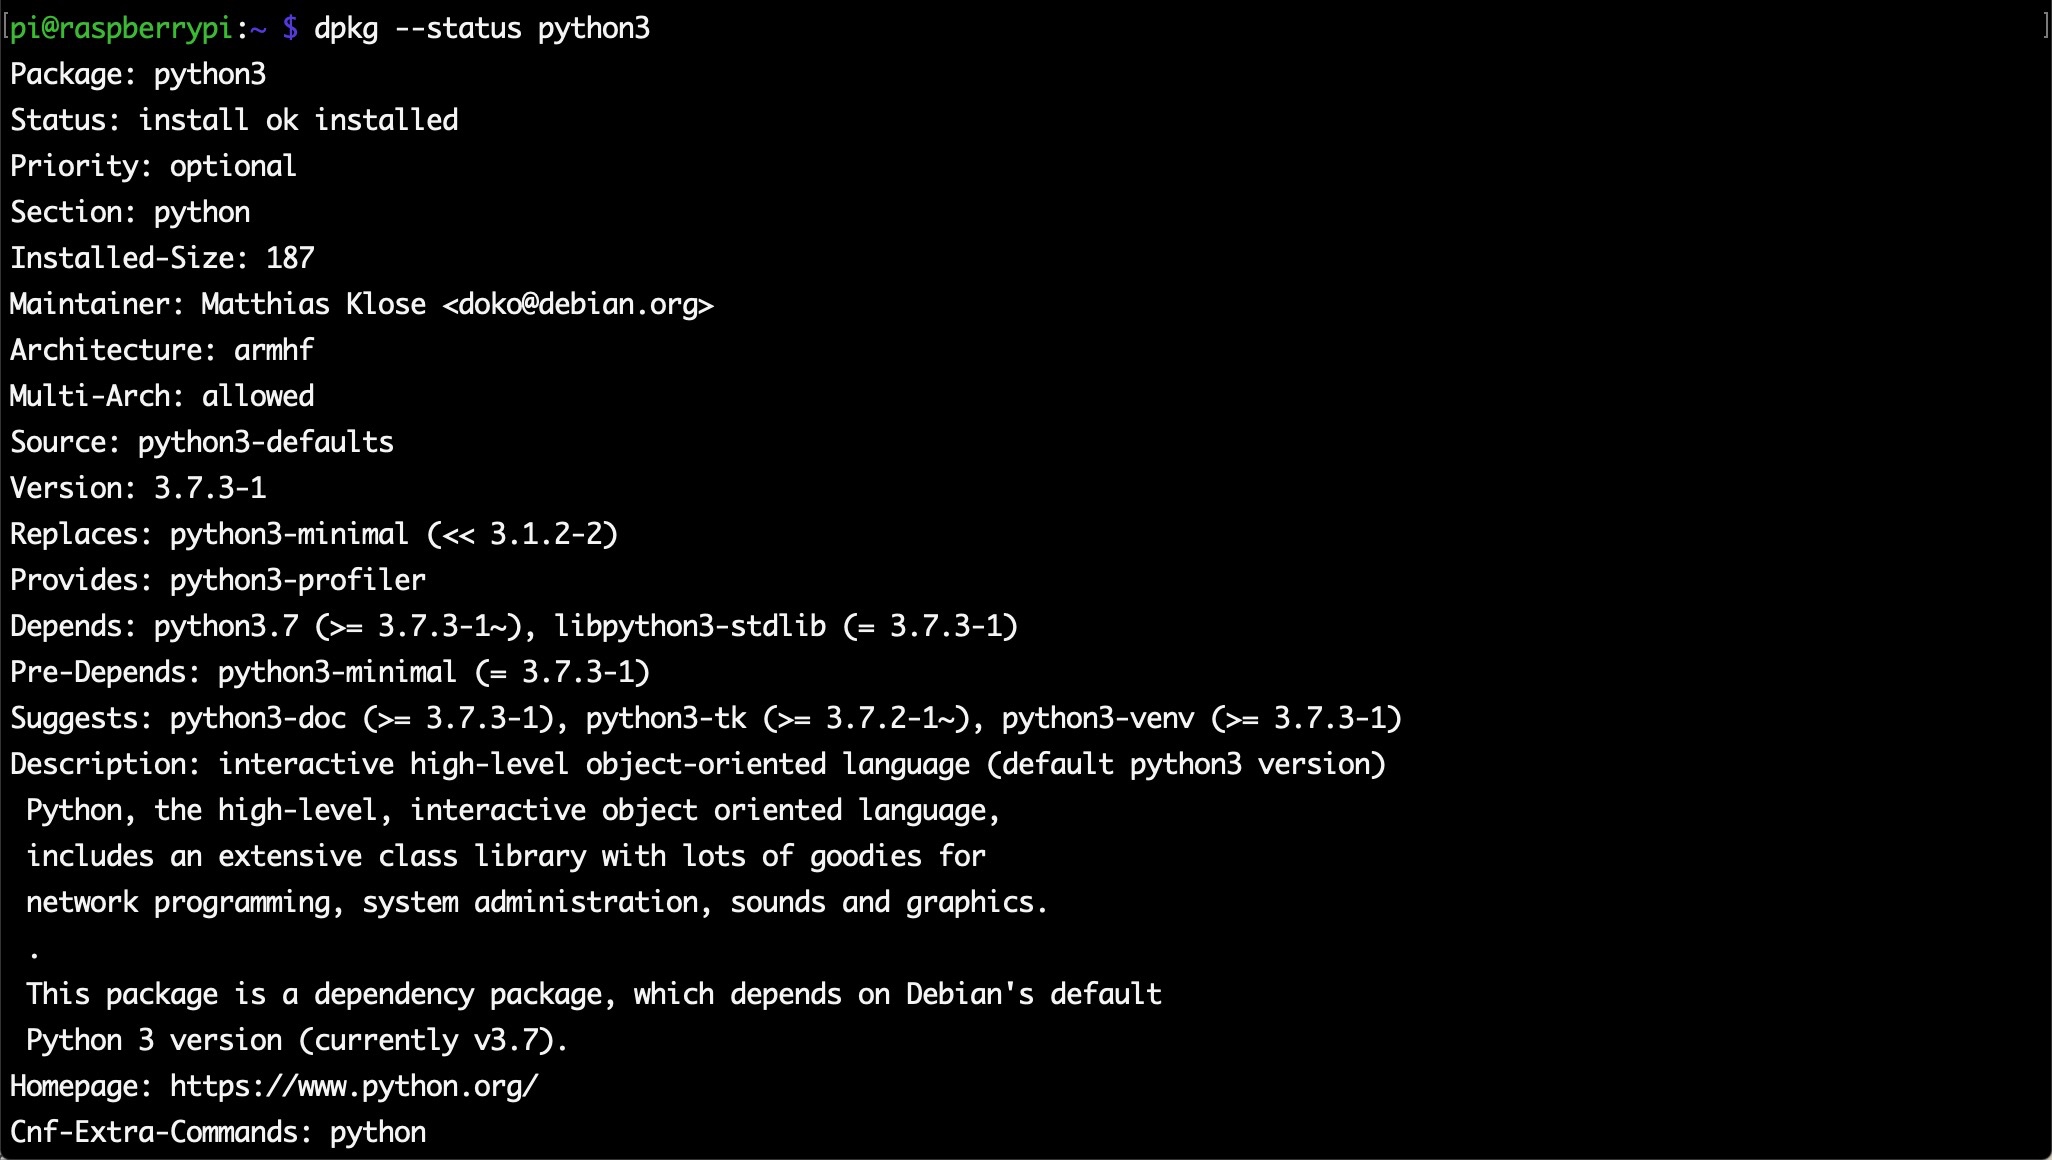 [pi@raspberrypi:~ $ dpkg --status python3 ]
Package: python3
Status: install ok installed
Priority: optional
Section: python
Installed-Size: 187
Maintainer: Matthias Klose <doko@debian.org>
Architecture: armhf
Multi-Arch: allowed
Source: python3-defaults
Version: 3.7.3-1
Replaces: python3-minimal (<< 3.1.2-2)
Provides: python3-profiler
Depends: python3.7 (>= 3.7.3-1~), libpython3-stdlib (= 3.7.3-1)
Pre-Depends: python3-minimal (= 3.7.3-1)
Suggests: python3-doc (>= 3.7.3-1), python3-tk (>= 3.7.2-1~), python3-venv (>= 3.7.3-1)
Description: interactive high-level object-oriented language (default python3 version)
 Python, the high-level, interactive object oriented language,
 includes an extensive class library with lots of goodies for
 network programming, system administration, sounds and graphics.
 .
 This package is a dependency package, which depends on Debian's default
 Python 3 version (currently v3.7).
Homepage: https://www.python.org/
Cnf-Extra-Commands: python